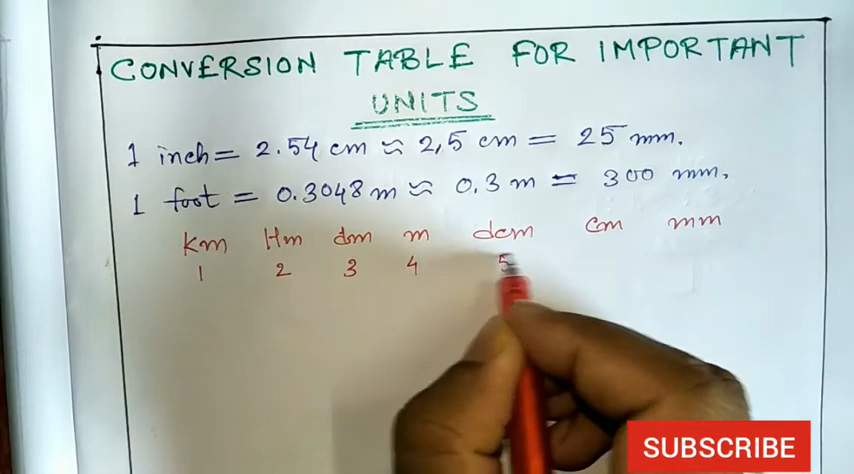 CONVERSION TABLE FOR IMPORTANT
UNITS
1 inch = 2.54 cm ≈ 2,5 cm = 25 mm.
1 foot = 0.3048 m ≈ 0.3 m = 300 mm.
Km Hm dm m dcm Cm mm
1 2 3 4 5
SUBSCRIBE